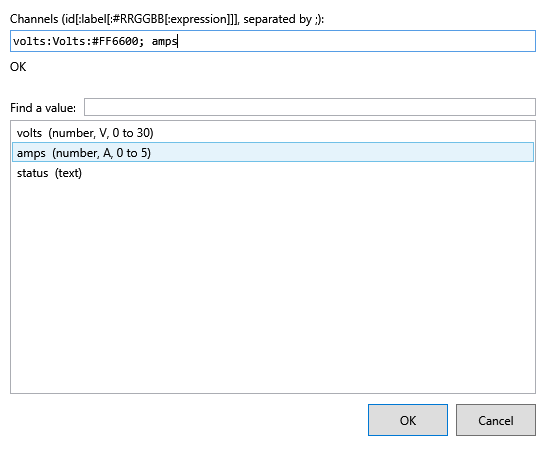 Channels (id[:label[:#RRGGBB[:expression]]], separated by ;):
volts:Volts:#FF6600; amps
OK
Find a value:
volts  (number, V, 0 to 30)
amps  (number, A, 0 to 5)
status  (text)
OK
Cancel